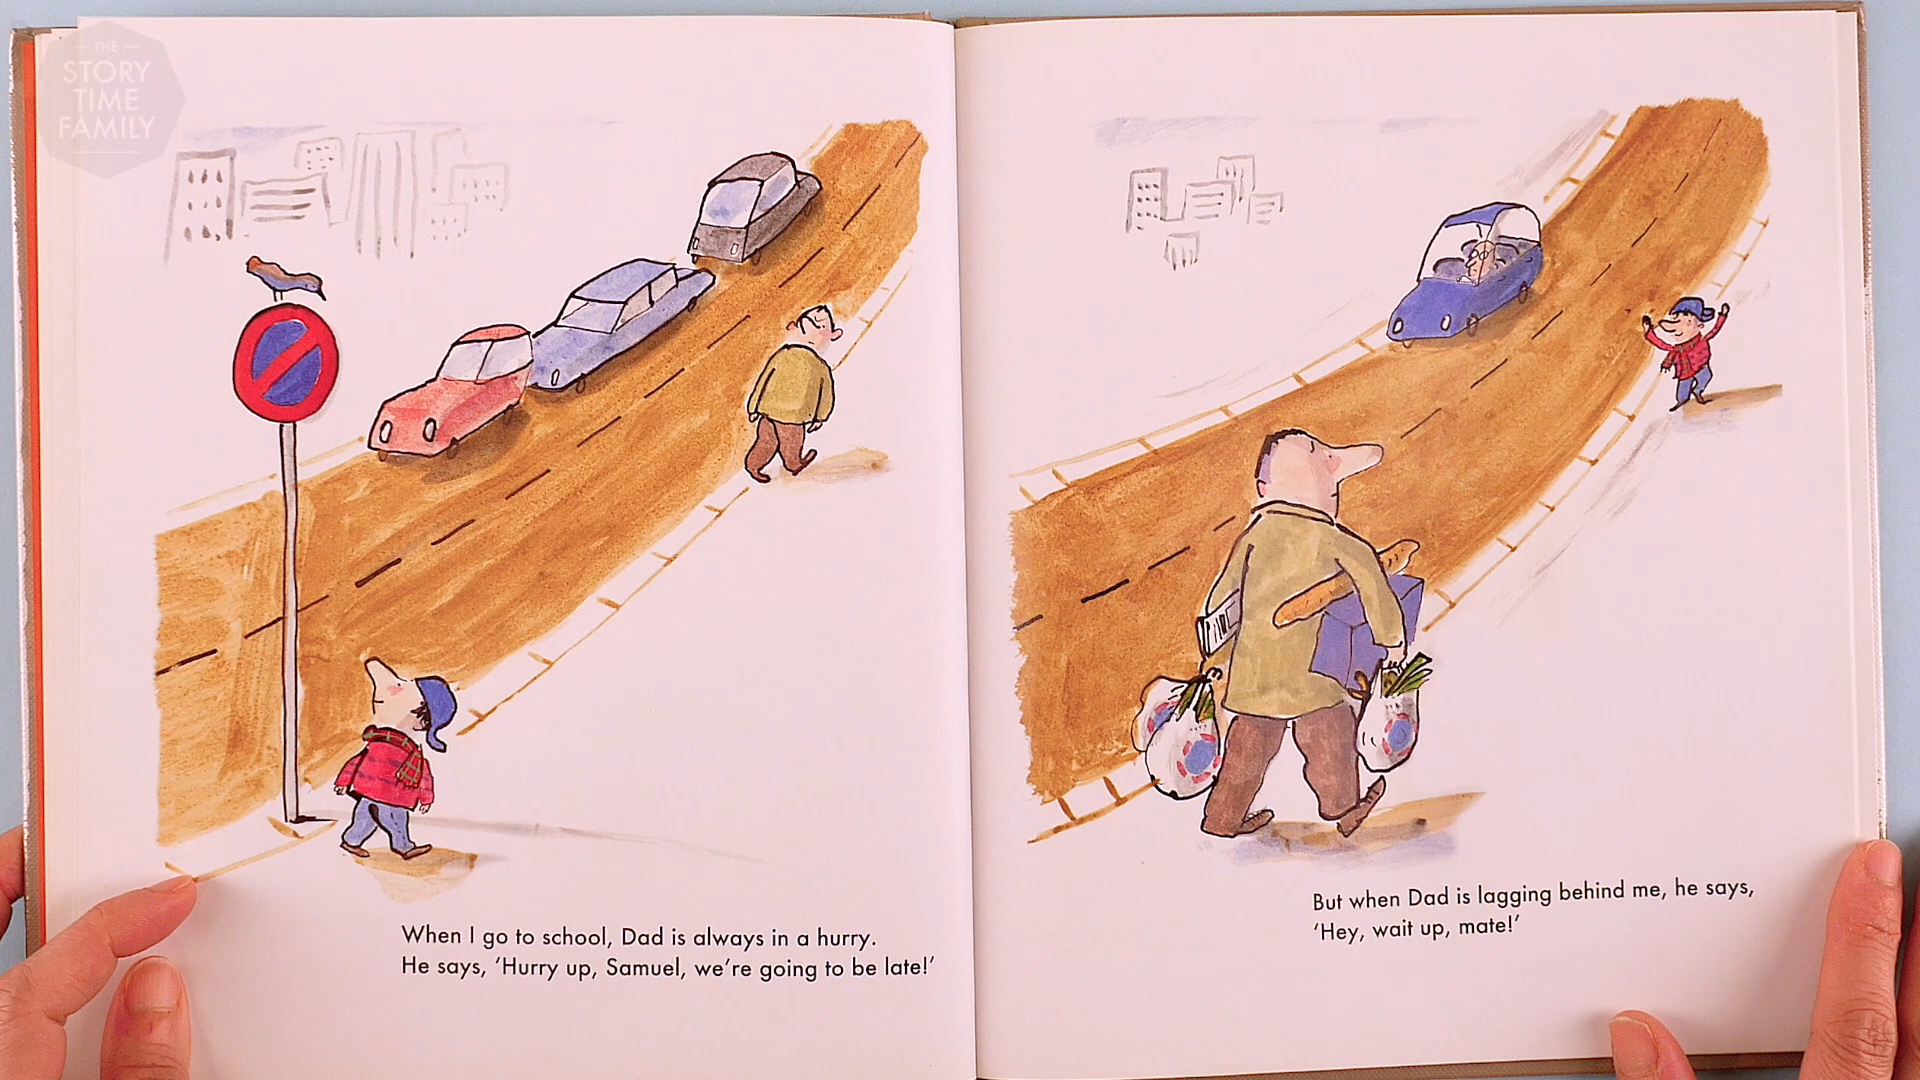 THE
STORY
TIME
FAMILY
When I go to school, Dad is always in a hurry.
He says, ‘Hurry up, Samuel, we’re going to be late!’
But when Dad is lagging behind me, he says,
‘Hey, wait up, mate!’